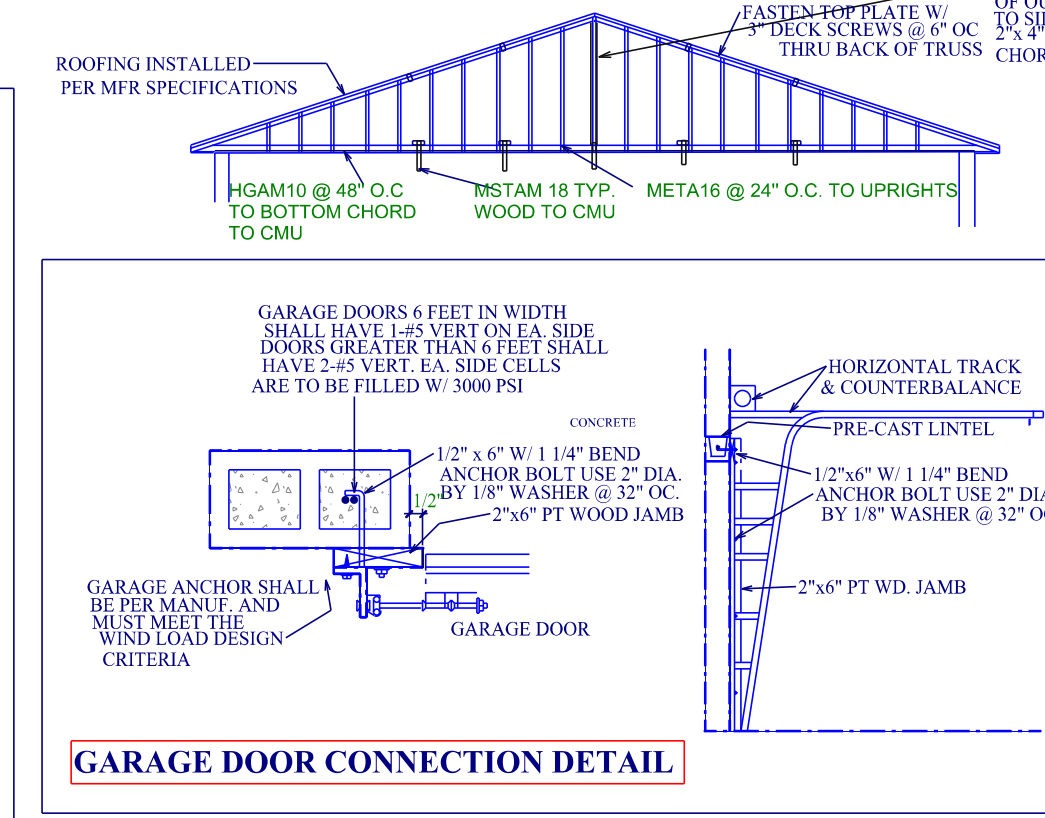 FASTEN TOP PLATE W/
3" DECK SCREWS @ 6" OC
THRU BACK OF TRUSS
2"x 4"
ROOFING INSTALLED
PER MFR SPECIFICATIONS
HGAM10 @ 48" O.C
TO BOTTOM CHORD
TO CMU
MSTAM 18 TYP.
WOOD TO CMU
META16 @ 24" O.C. TO UPRIGHTS
GARAGE DOORS 6 FEET IN WIDTH
SHALL HAVE 1-#5 VERT ON EA. SIDE
DOORS GREATER THAN 6 FEET SHALL
HAVE 2-#5 VERT. EA. SIDE CELLS
ARE TO BE FILLED W/ 3000 PSI
CONCRETE
1/2" x 6" W/ 1 1/4" BEND
ANCHOR BOLT USE 2" DIA.
BY 1/8" WASHER @ 32" OC.
1/2"
2"x6" PT WOOD JAMB
GARAGE ANCHOR SHALL
BE PER MANUF. AND
MUST MEET THE
WIND LOAD DESIGN
CRITERIA
GARAGE DOOR
HORIZONTAL TRACK
& COUNTERBALANCE
PRE-CAST LINTEL
1/2"x6" W/ 1 1/4" BEND
ANCHOR BOLT USE 2" DIA
BY 1/8" WASHER @ 32"
2"x6" PT WD. JAMB
GARAGE DOOR CONNECTION DETAIL